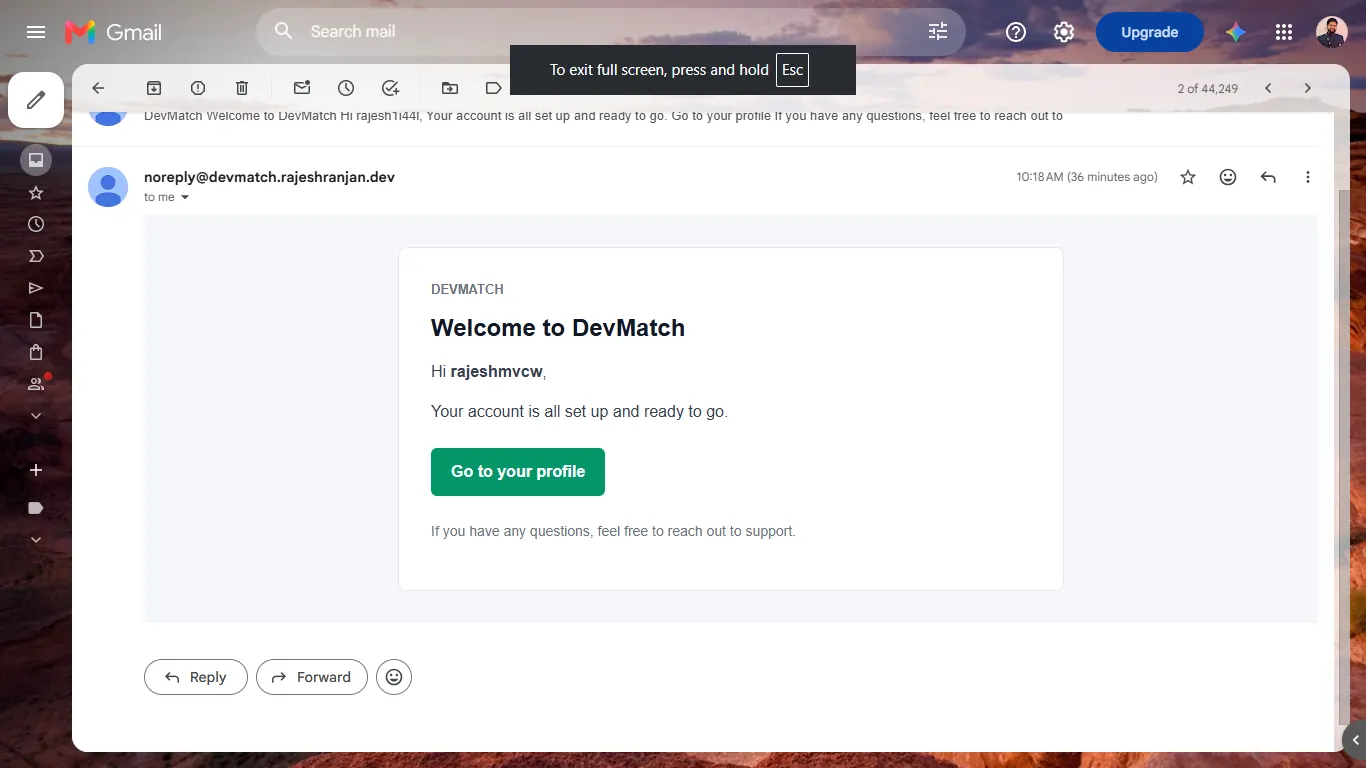 Gmail
Search mail
Upgrade
To exit full screen, press and hold Esc
2 of 44,249
DevMatch Welcome to DevMatch Hi Your account is all set up and ready to go. Go to your profile If you have any questions, feel free to reach out to
noreply@devmatch.rajeshranjan.dev
10:18 AM (36 minutes ago)
to me
DEVMATCH
Welcome to DevMatch
Hi rajeshmvcw,
Your account is all set up and ready to go.
Go to your profile
If you have any questions, feel free to reach out to support.
Reply
Forward